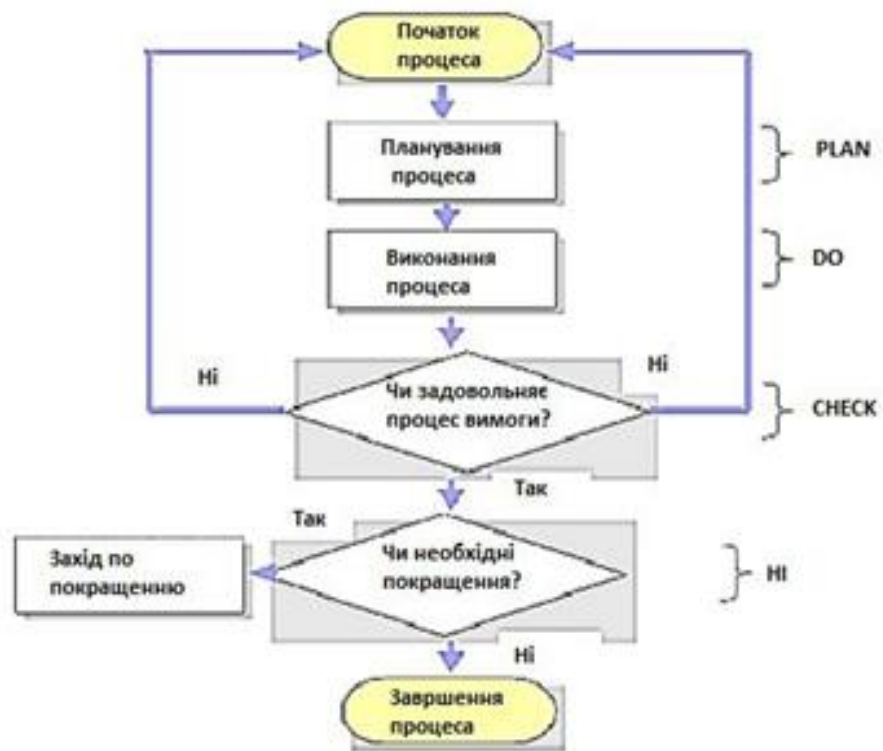 Початок
процеса
Планування
процеса
PLAN
Виконання
процеса
DO
Ні
Ні
Чи задовольняє
процес вимоги?
CHECK
Так
Так
Захід по
покращенню
Чи необхідні
покращення?
НІ
Ні
Завршення
процеса